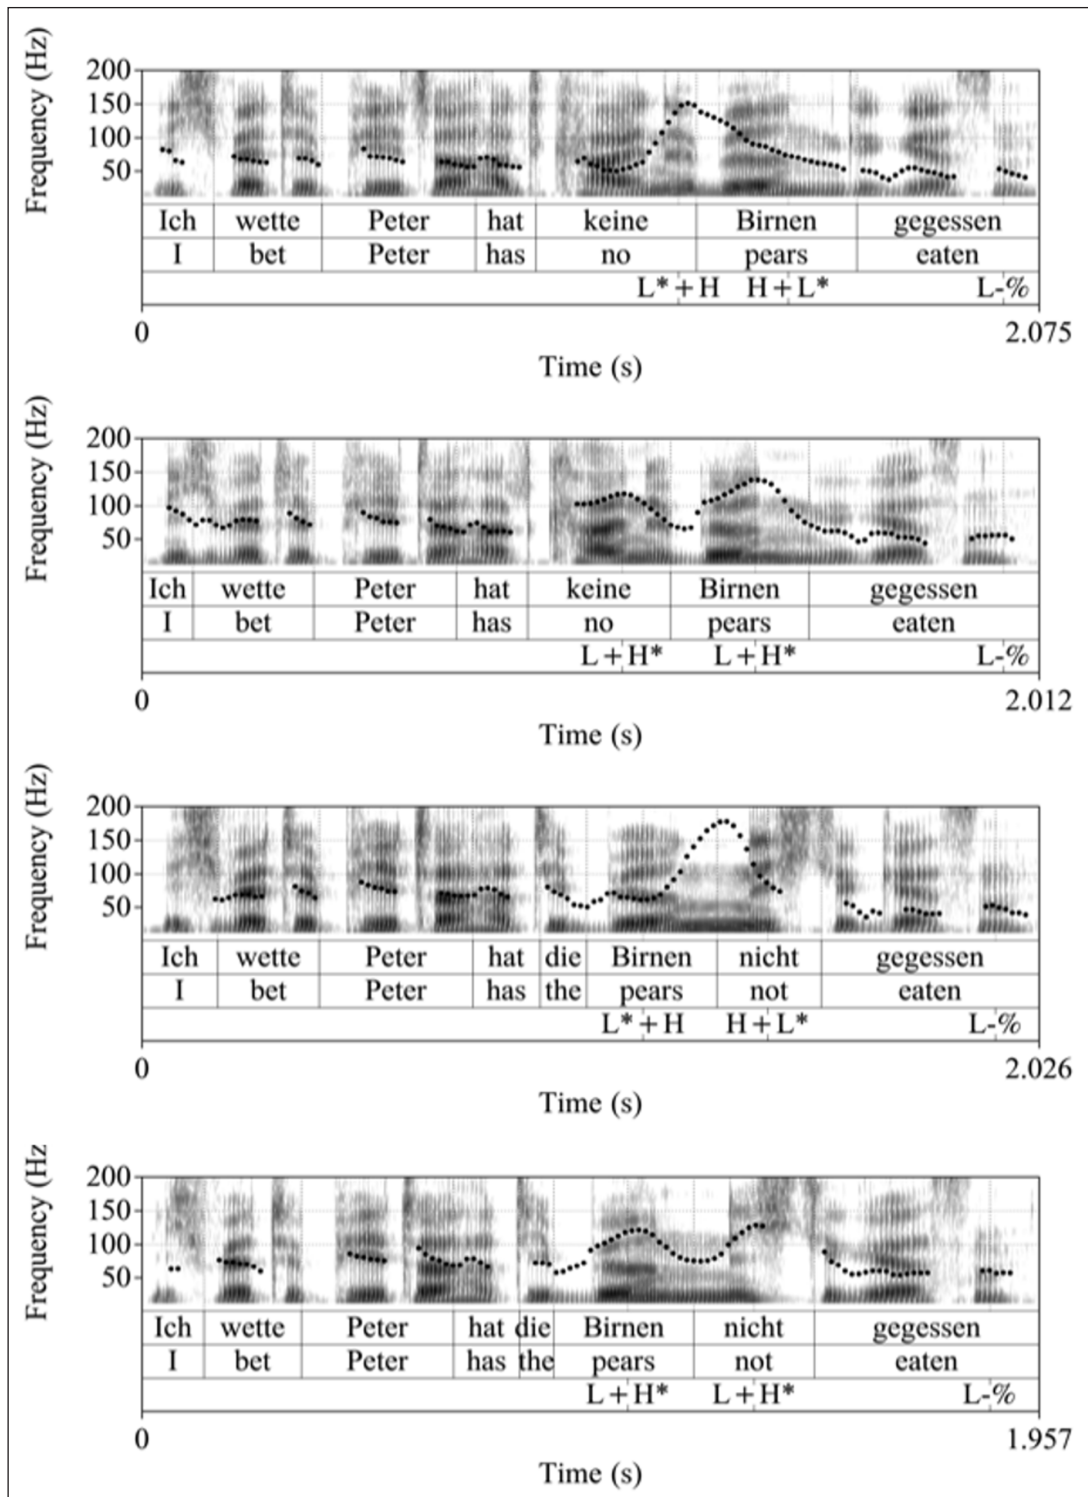 Frequency (Hz)
200
150
100
50
Ich wette Peter hat keine Birnen gegessen
I bet Peter has no pears eaten
L*+H H+L* L-%
0 2.075
Time (s)
Frequency (Hz)
200
150
100
50
Ich wette Peter hat keine Birnen gegessen
I bet Peter has no pears eaten
L+H* L+H* L-%
0 2.012
Time (s)
Frequency (Hz)
200
150
100
50
Ich wette Peter hat die Birnen nicht gegessen
I bet Peter has the pears not eaten
L*+H H+L* L-%
0 2.026
Time (s)
Frequency (Hz
200
150
100
50
Ich wette Peter hat die Birnen nicht gegessen
I bet Peter has the pears not eaten
L+H* L+H* L-%
0 1.957
Time (s)